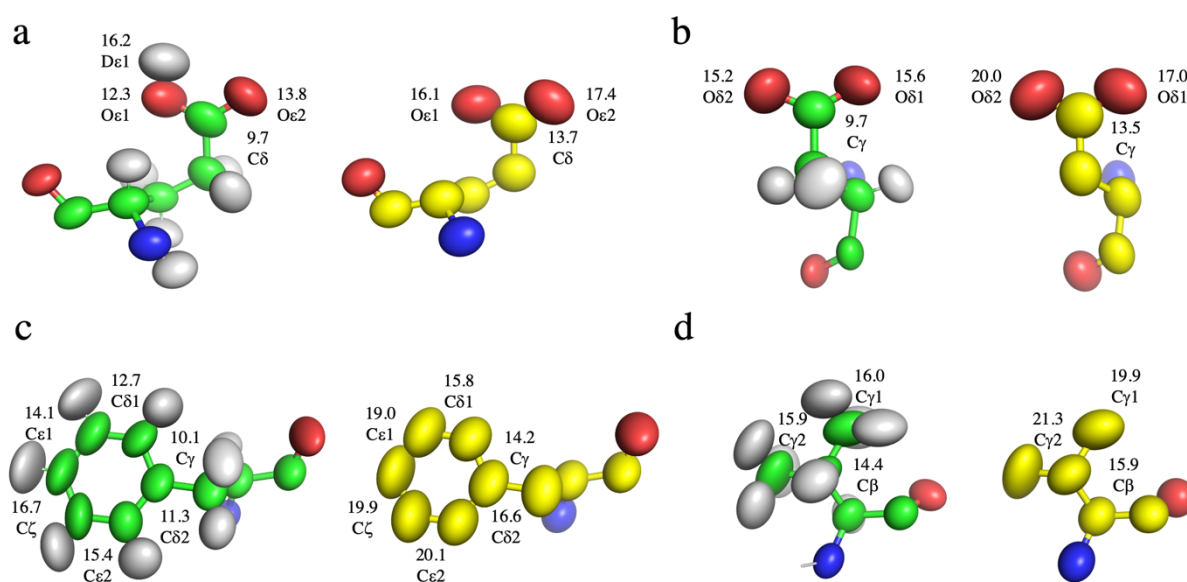 a
16.2
Dε1
12.3
Oε1
13.8
Oε2
9.7
Cδ
16.1
Oε1
17.4
Oε2
13.7
Cδ
b
15.2
Oδ2
15.6
Oδ1
9.7
Cγ
20.0
Oδ2
17.0
Oδ1
13.5
Cγ
c
12.7
Cδ1
14.1
Cε1
10.1
Cγ
16.7
Cζ
11.3
Cδ2
15.4
Cε2
15.8
Cδ1
19.0
Cε1
14.2
Cγ
19.9
Cζ
16.6
Cδ2
20.1
Cε2
d
16.0
Cγ1
15.9
Cγ2
14.4
Cβ
19.9
Cγ1
21.3
Cγ2
15.9
Cβ